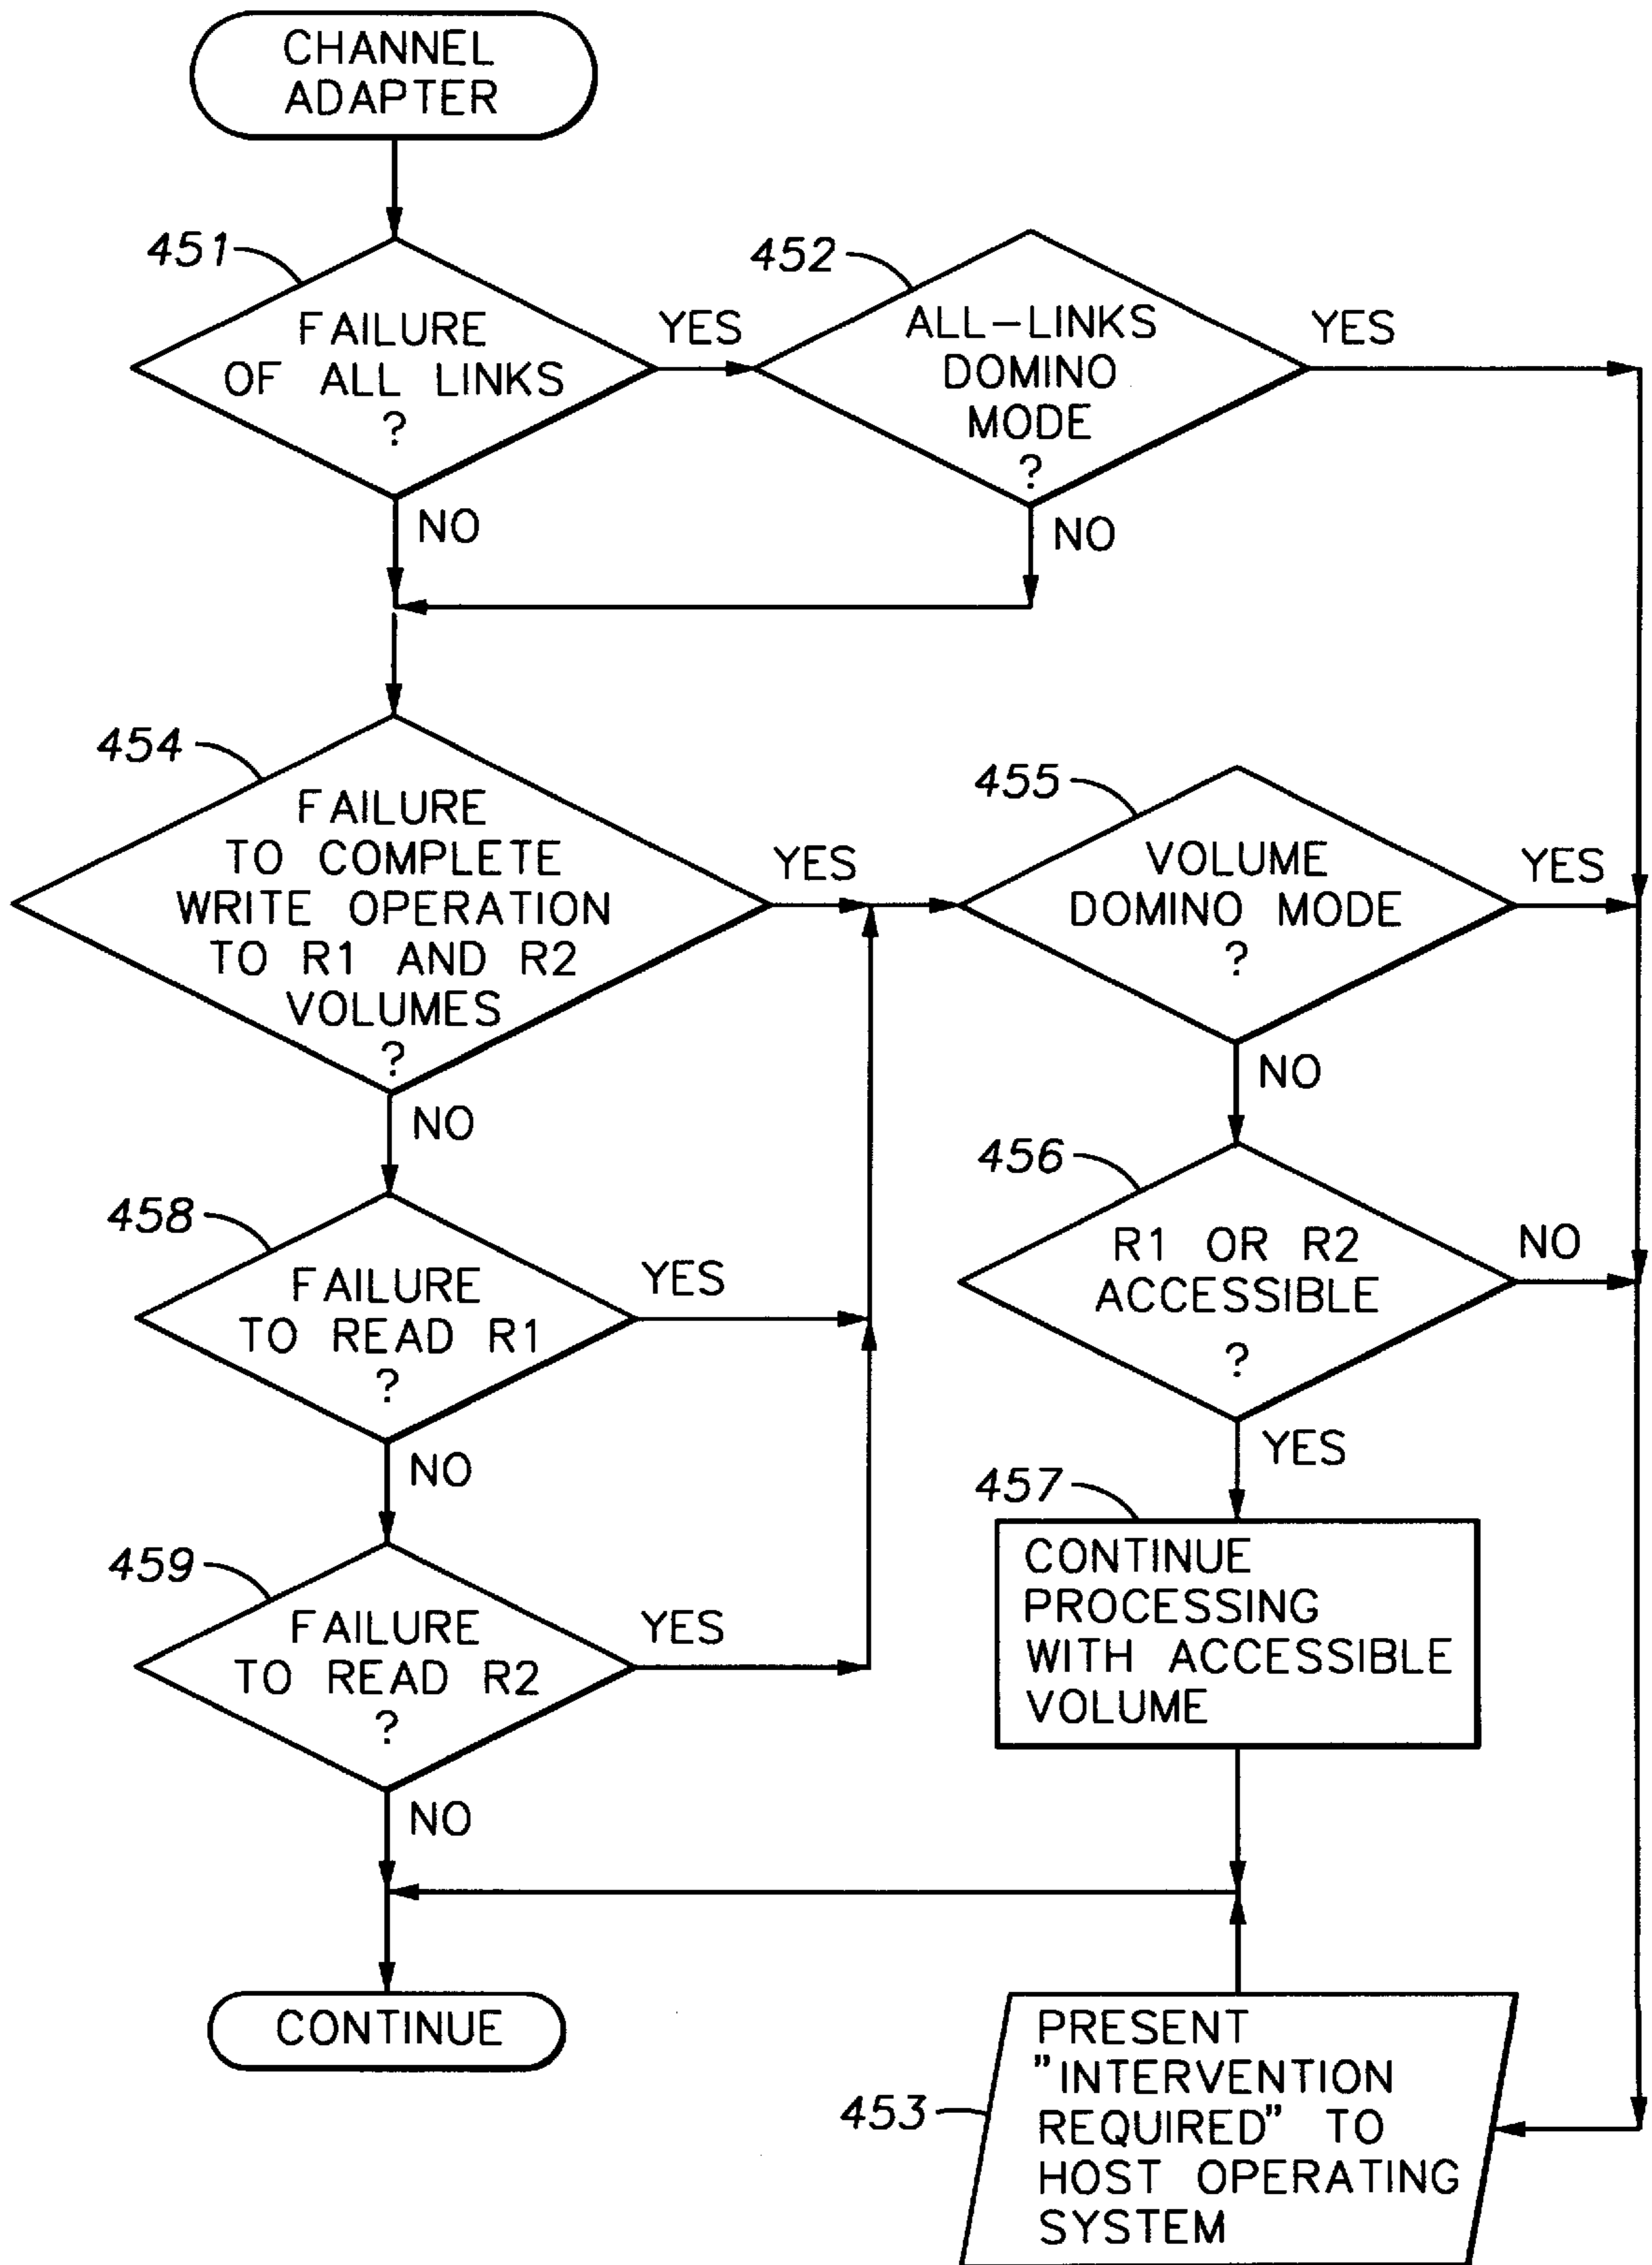 CHANNEL
ADAPTER
451
FAILURE
OF ALL LINKS
?
YES
NO
452
ALL-LINKS
DOMINO
MODE
?
YES
NO
454
FAILURE
TO COMPLETE
WRITE OPERATION
TO R1 AND R2
VOLUMES
?
YES
NO
455
VOLUME
DOMINO MODE
?
YES
NO
456
R1 OR R2
ACCESSIBLE
?
NO
YES
458
FAILURE
TO READ R1
?
YES
NO
457
CONTINUE
PROCESSING
WITH ACCESSIBLE
VOLUME
459
FAILURE
TO READ R2
?
YES
NO
CONTINUE
453
PRESENT
"INTERVENTION
REQUIRED" TO
HOST OPERATING
SYSTEM